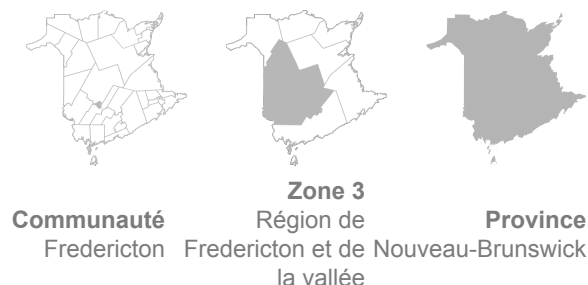 Communauté
Fredericton
Zone 3
Région de
Fredericton et de
la vallée
Province
Nouveau-Brunswick